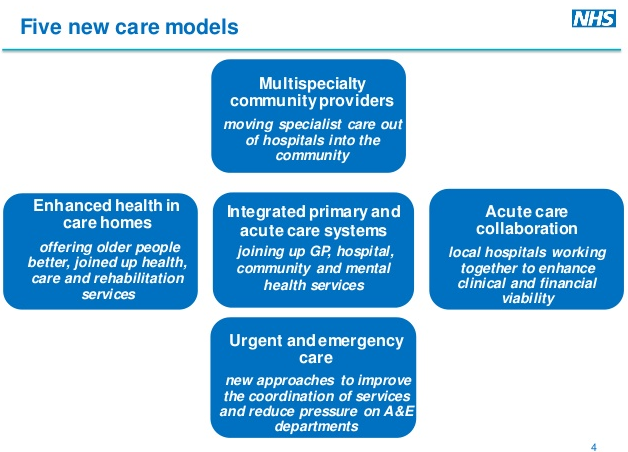 Five new care models
NHS
Multispecialty
community providers
moving specialist care out
of hospitals into the
community
Enhanced health in
care homes
offering older people
better, joined up health,
care and rehabilitation
services
Integrated primary and
acute care systems
joining up GP, hospital,
community and mental
health services
Acute care
collaboration
local hospitals working
together to enhance
clinical and financial
viability
Urgent and emergency
care
new approaches to improve
the coordination of services
and reduce pressure on A&E
departments
4